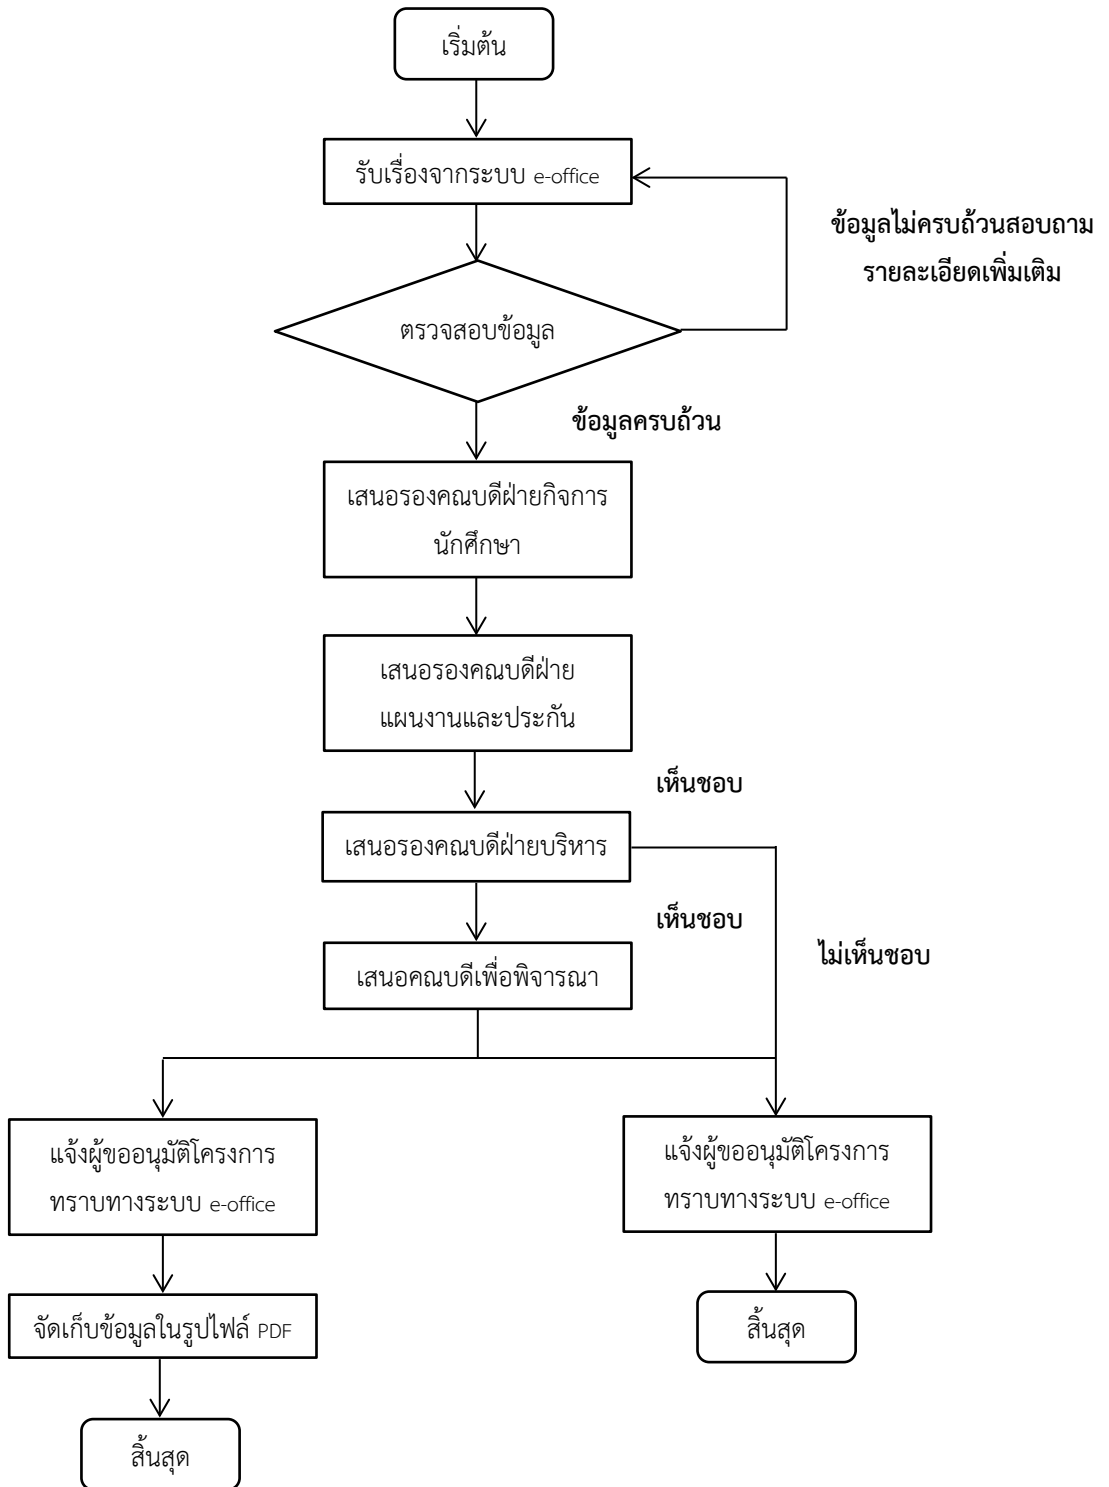 เริ่มต้น
รับเรื่องจากระบบ e-office
ข้อมูลไม่ครบถ้วนสอบถาม
รายละเอียดเพิ่มเติม
ตรวจสอบข้อมูล
ข้อมูลครบถ้วน
เสนอรองคณบดีฝ่ายกิจการ
นักศึกษา
เสนอรองคณบดีฝ่าย
แผนงานและประกัน
เห็นชอบ
เสนอรองคณบดีฝ่ายบริหาร
เห็นชอบ
ไม่เห็นชอบ
เสนอคณบดีเพื่อพิจารณา
แจ้งผู้ขออนุมัติโครงการ
ทราบทางระบบ e-office
แจ้งผู้ขออนุมัติโครงการ
ทราบทางระบบ e-office
จัดเก็บข้อมูลในรูปไฟล์ PDF
สิ้นสุด
สิ้นสุด